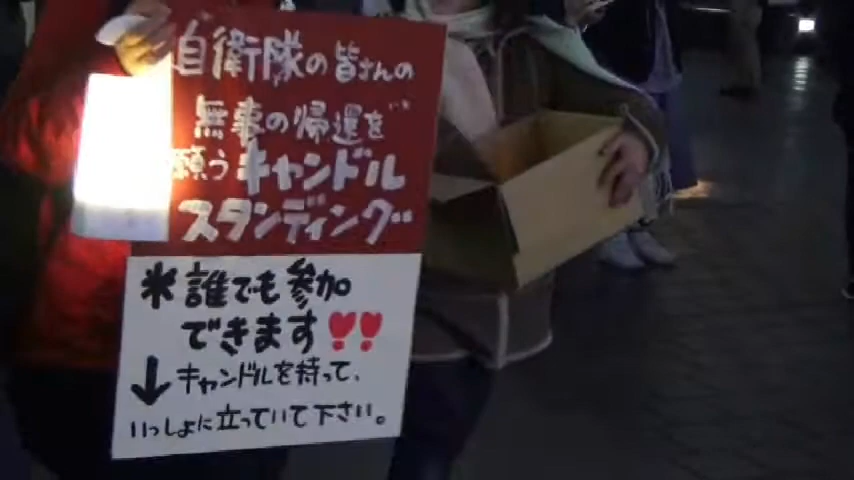 自衛隊の皆さんの
無事の帰還を
願うキャンドル
スタンディング
※誰でも参加
できます
↓キャンドルを持って、
いっしょに立っていて下さい。